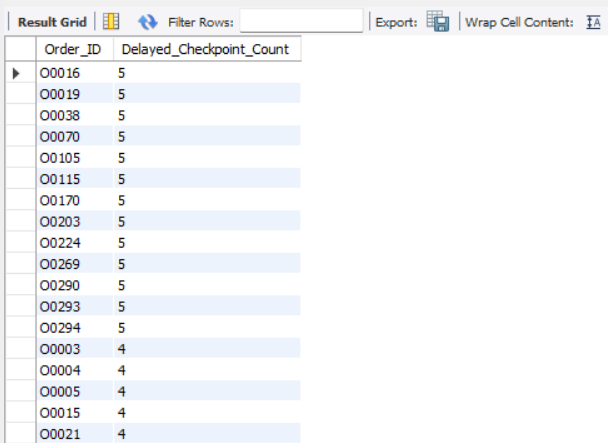 Result Grid Filter Rows: Export: Wrap Cell Content: IA
Order_ID Delayed_Checkpoint_Count
O0016 5
O0019 5
O0038 5
O0070 5
O0105 5
O0115 5
O0170 5
O0203 5
O0224 5
O0269 5
O0290 5
O0293 5
O0294 5
O0003 4
O0004 4
O0005 4
O0015 4
O0021 4